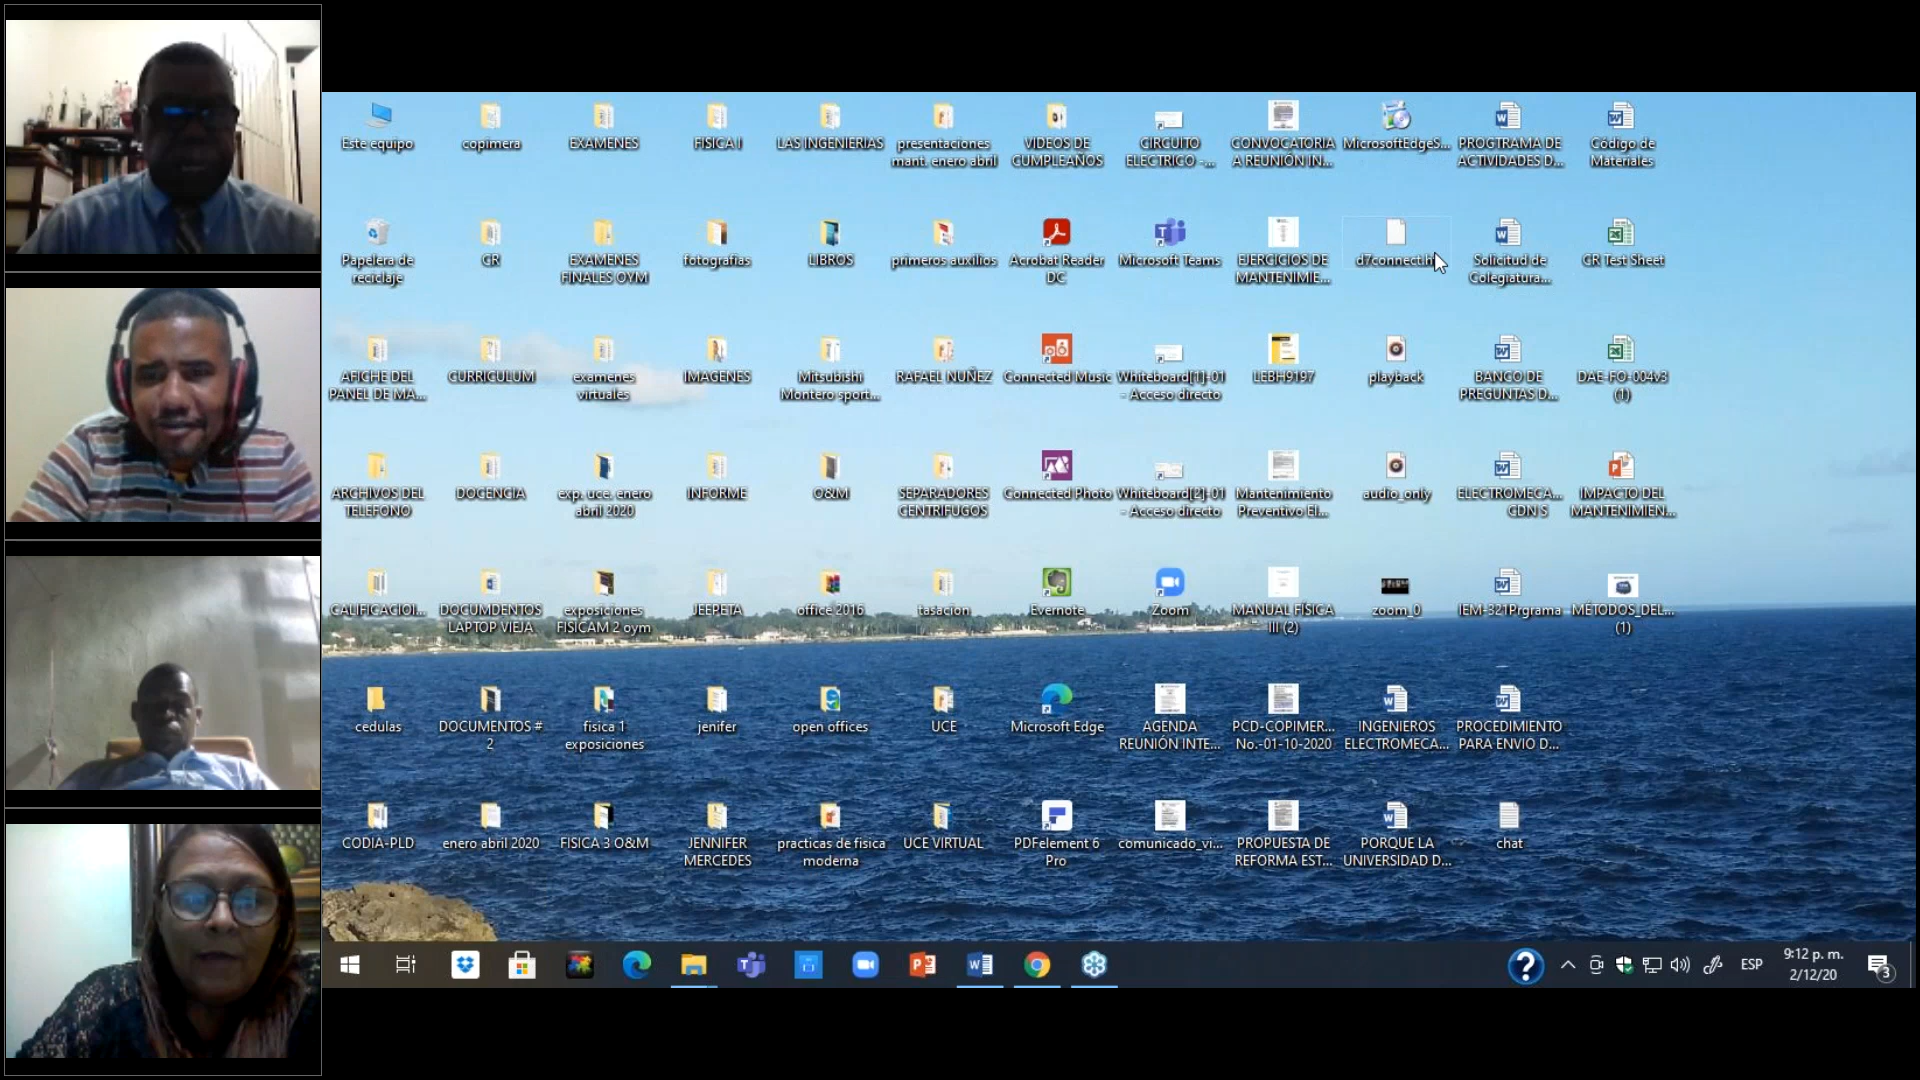 Este equipo
copimera
EXAMENES
FISICA I
LAS INGENIERIAS
presentaciones
mant. enero abril
VIDEOS DE
CUMPLEAÑOS
CIRCUITO
ELECTRICO -...
CONVOCATORIA
A REUNIÓN IN...
MicrosoftEdgeS...
PROGTRAMA DE
ACTIVIDADES D...
Código de
Materiales
Papelera de
reciclaje
CR
EXAMENES
FINALES OYM
fotografias
LIBROS
primeros auxilios
Acrobat Reader
DC
Microsoft Teams
EJERCICIOS DE
MANTENIMIE...
Solicitud de
Colegiatura...
CR Test Sheet
AFICHE DEL
PANEL DE MA...
CURRICULUM
examenes
virtuales
IMAGENES
Mitsubishi
Montero sport...
RAFAEL NUÑEZ
Connected Music
Whiteboard[1]-01
- Acceso directo
LEBH9197
playback
BANCO DE
PREGUNTAS D...
DAE-FO-004v3
(1)
ARCHIVOS DEL
TELEFONO
DOCENCIA
exp. uce. enero
abril 2020
INFORME
O&M
SEPARADORES
CENTRIFUGOS
Connected Photo
Whiteboard[2]-01
- Acceso directo
Mantenimiento
Preventivo El...
audio_only
ELECTROMECA...
CDN S
IMPACTO DEL
MANTENIMIEN...
CALIFICACIOI...
DOCUMDENTOS
LAPTOP VIEJA
exposiciones
FISICAM 2 oym
JEEPETA
office 2016
tasacion
Evernote
Zoom
MANUAL FÍSICA
III (2)
zoom_0
IEM-321Prgrama
MÉTODOS_DEL...
(1)
cedulas
DOCUMENTOS #
2
fisica 1
exposiciones
jenifer
open offices
UCE
Microsoft Edge
AGENDA
REUNIÓN INTE...
PCD-COPIMER...
No.-01-10-2020
INGENIEROS
ELECTROMECA...
PROCEDIMIENTO
PARA ENVIO D...
CODIA-PLD
enero abril 2020
FISICA 3 O&M
JENNIFER
MERCEDES
practicas de fisica
moderna
UCE VIRTUAL
PDFelement 6
Pro
comunicado_vi...
PROPUESTA DE
REFORMA EST...
PORQUE LA
UNIVERSIDAD D...
chat
ESP
9:12 p. m.
2/12/20
3